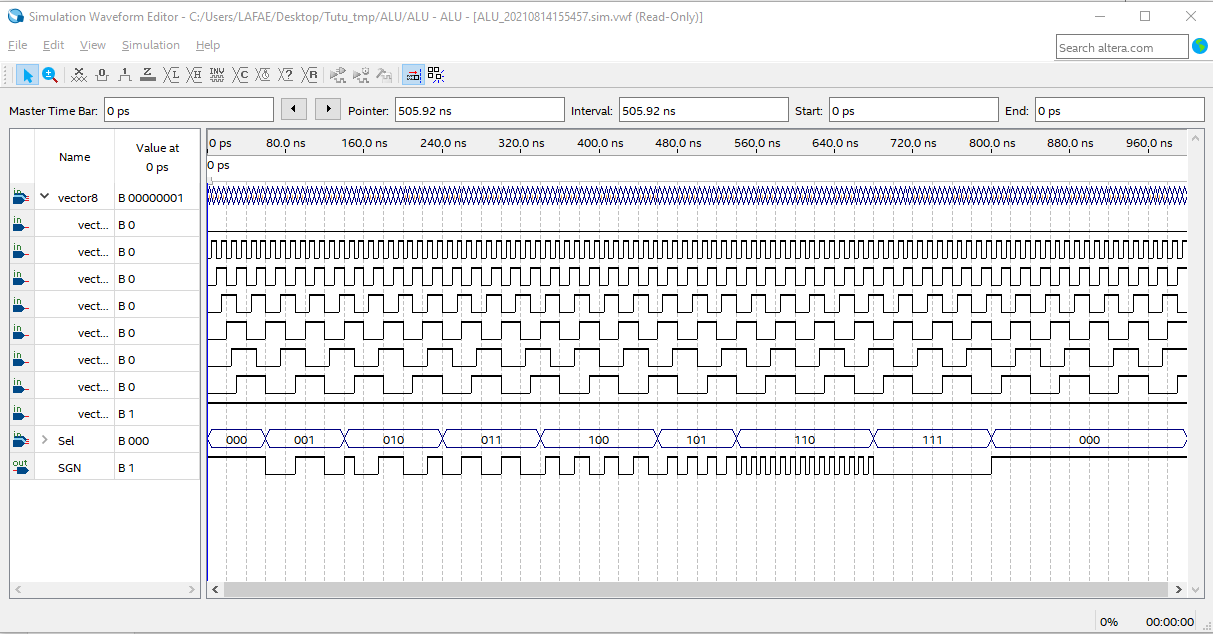 Simulation Waveform Editor - C:/Users/LAFAE/Desktop/Tutu_tmp/ALU/ALU - ALU - [ALU_20210814155457.sim.vwf (Read-Only)]
File Edit View Simulation Help
Search altera.com
Master Time Bar: 0 ps Pointer: 505.92 ns Interval: 505.92 ns Start: 0 ps End: 0 ps
Name Value at 0 ps
0 ps 80.0 ns 160.0 ns 240.0 ns 320.0 ns 400.0 ns 480.0 ns 560.0 ns 640.0 ns 720.0 ns 800.0 ns 880.0 ns 960.0 ns
0 ps
in vector8 B 00000001
in vect... B 0
in vect... B 0
in vect... B 0
in vect... B 0
in vect... B 0
in vect... B 0
in vect... B 0
in vect... B 1
in Sel B 000 000 001 010 011 100 101 110 111 000
out SGN B 1
0% 00:00:00